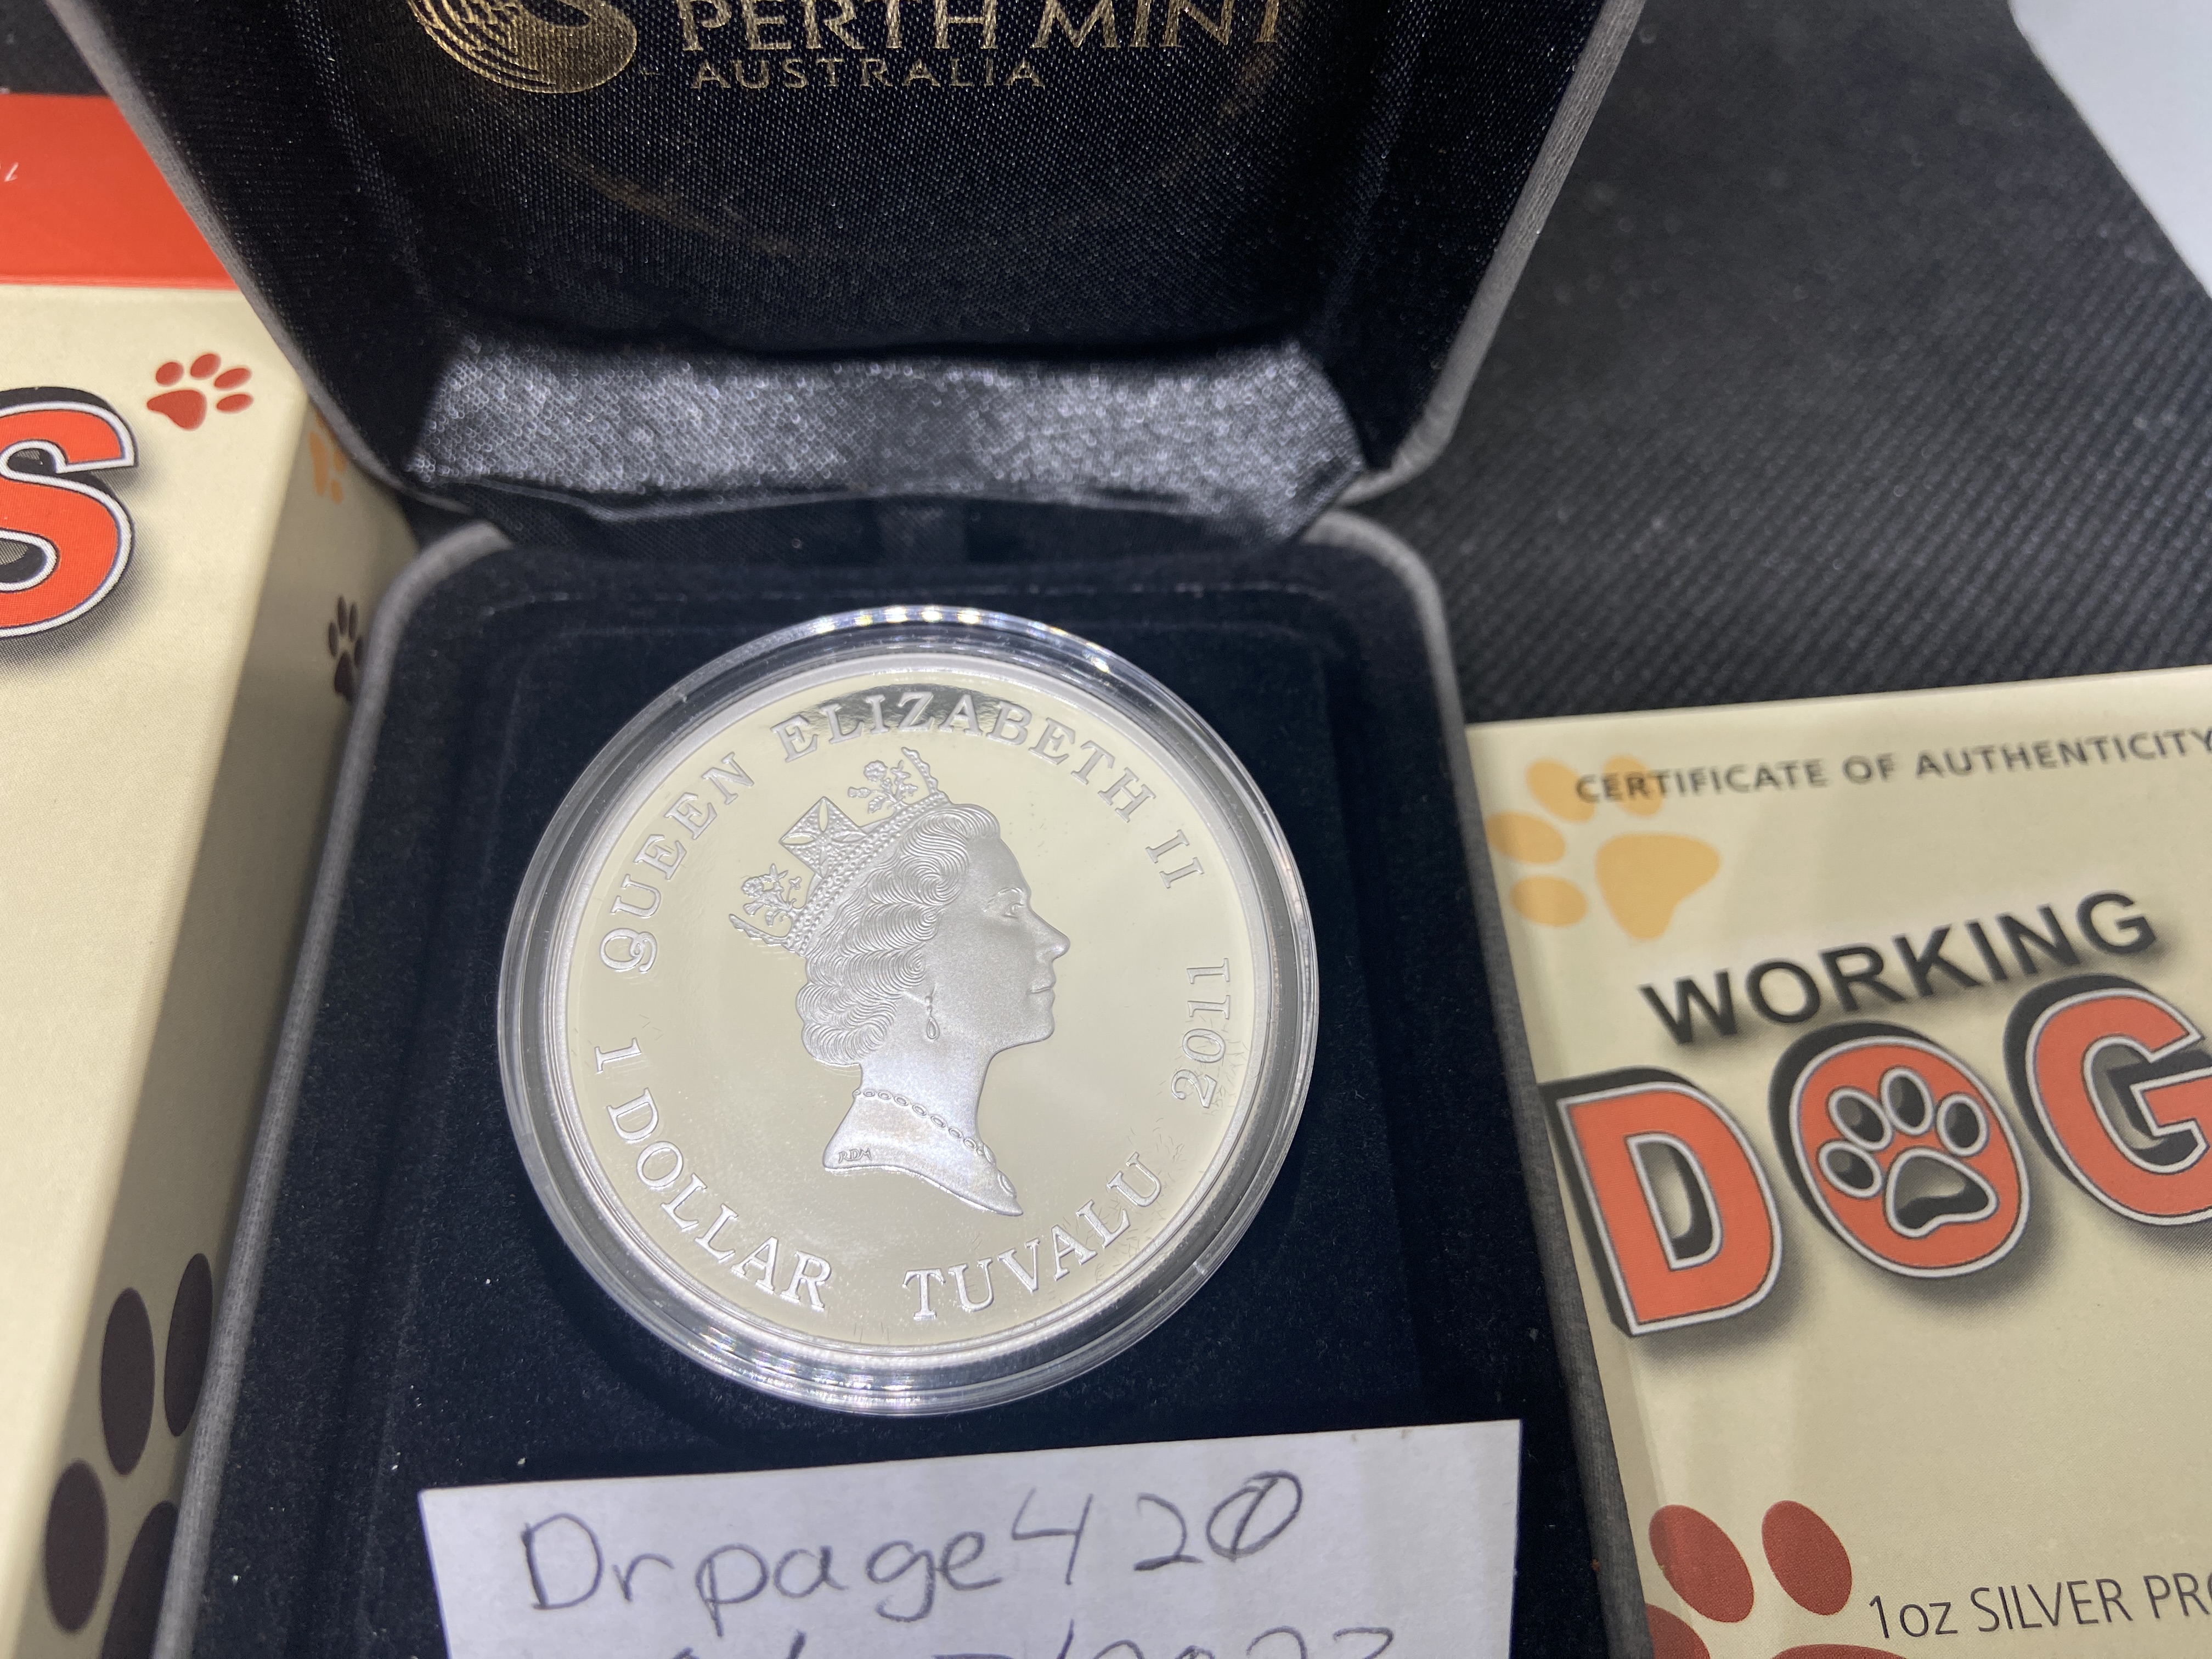 PERTH MINT
AUSTRALIA
S
QUEEN ELIZABETH II
2011
1 DOLLAR
TUVALU
RDM
CERTIFICATE OF AUTHENTICITY
WORKING
DOG
1oz SILVER PRO
Drpage420